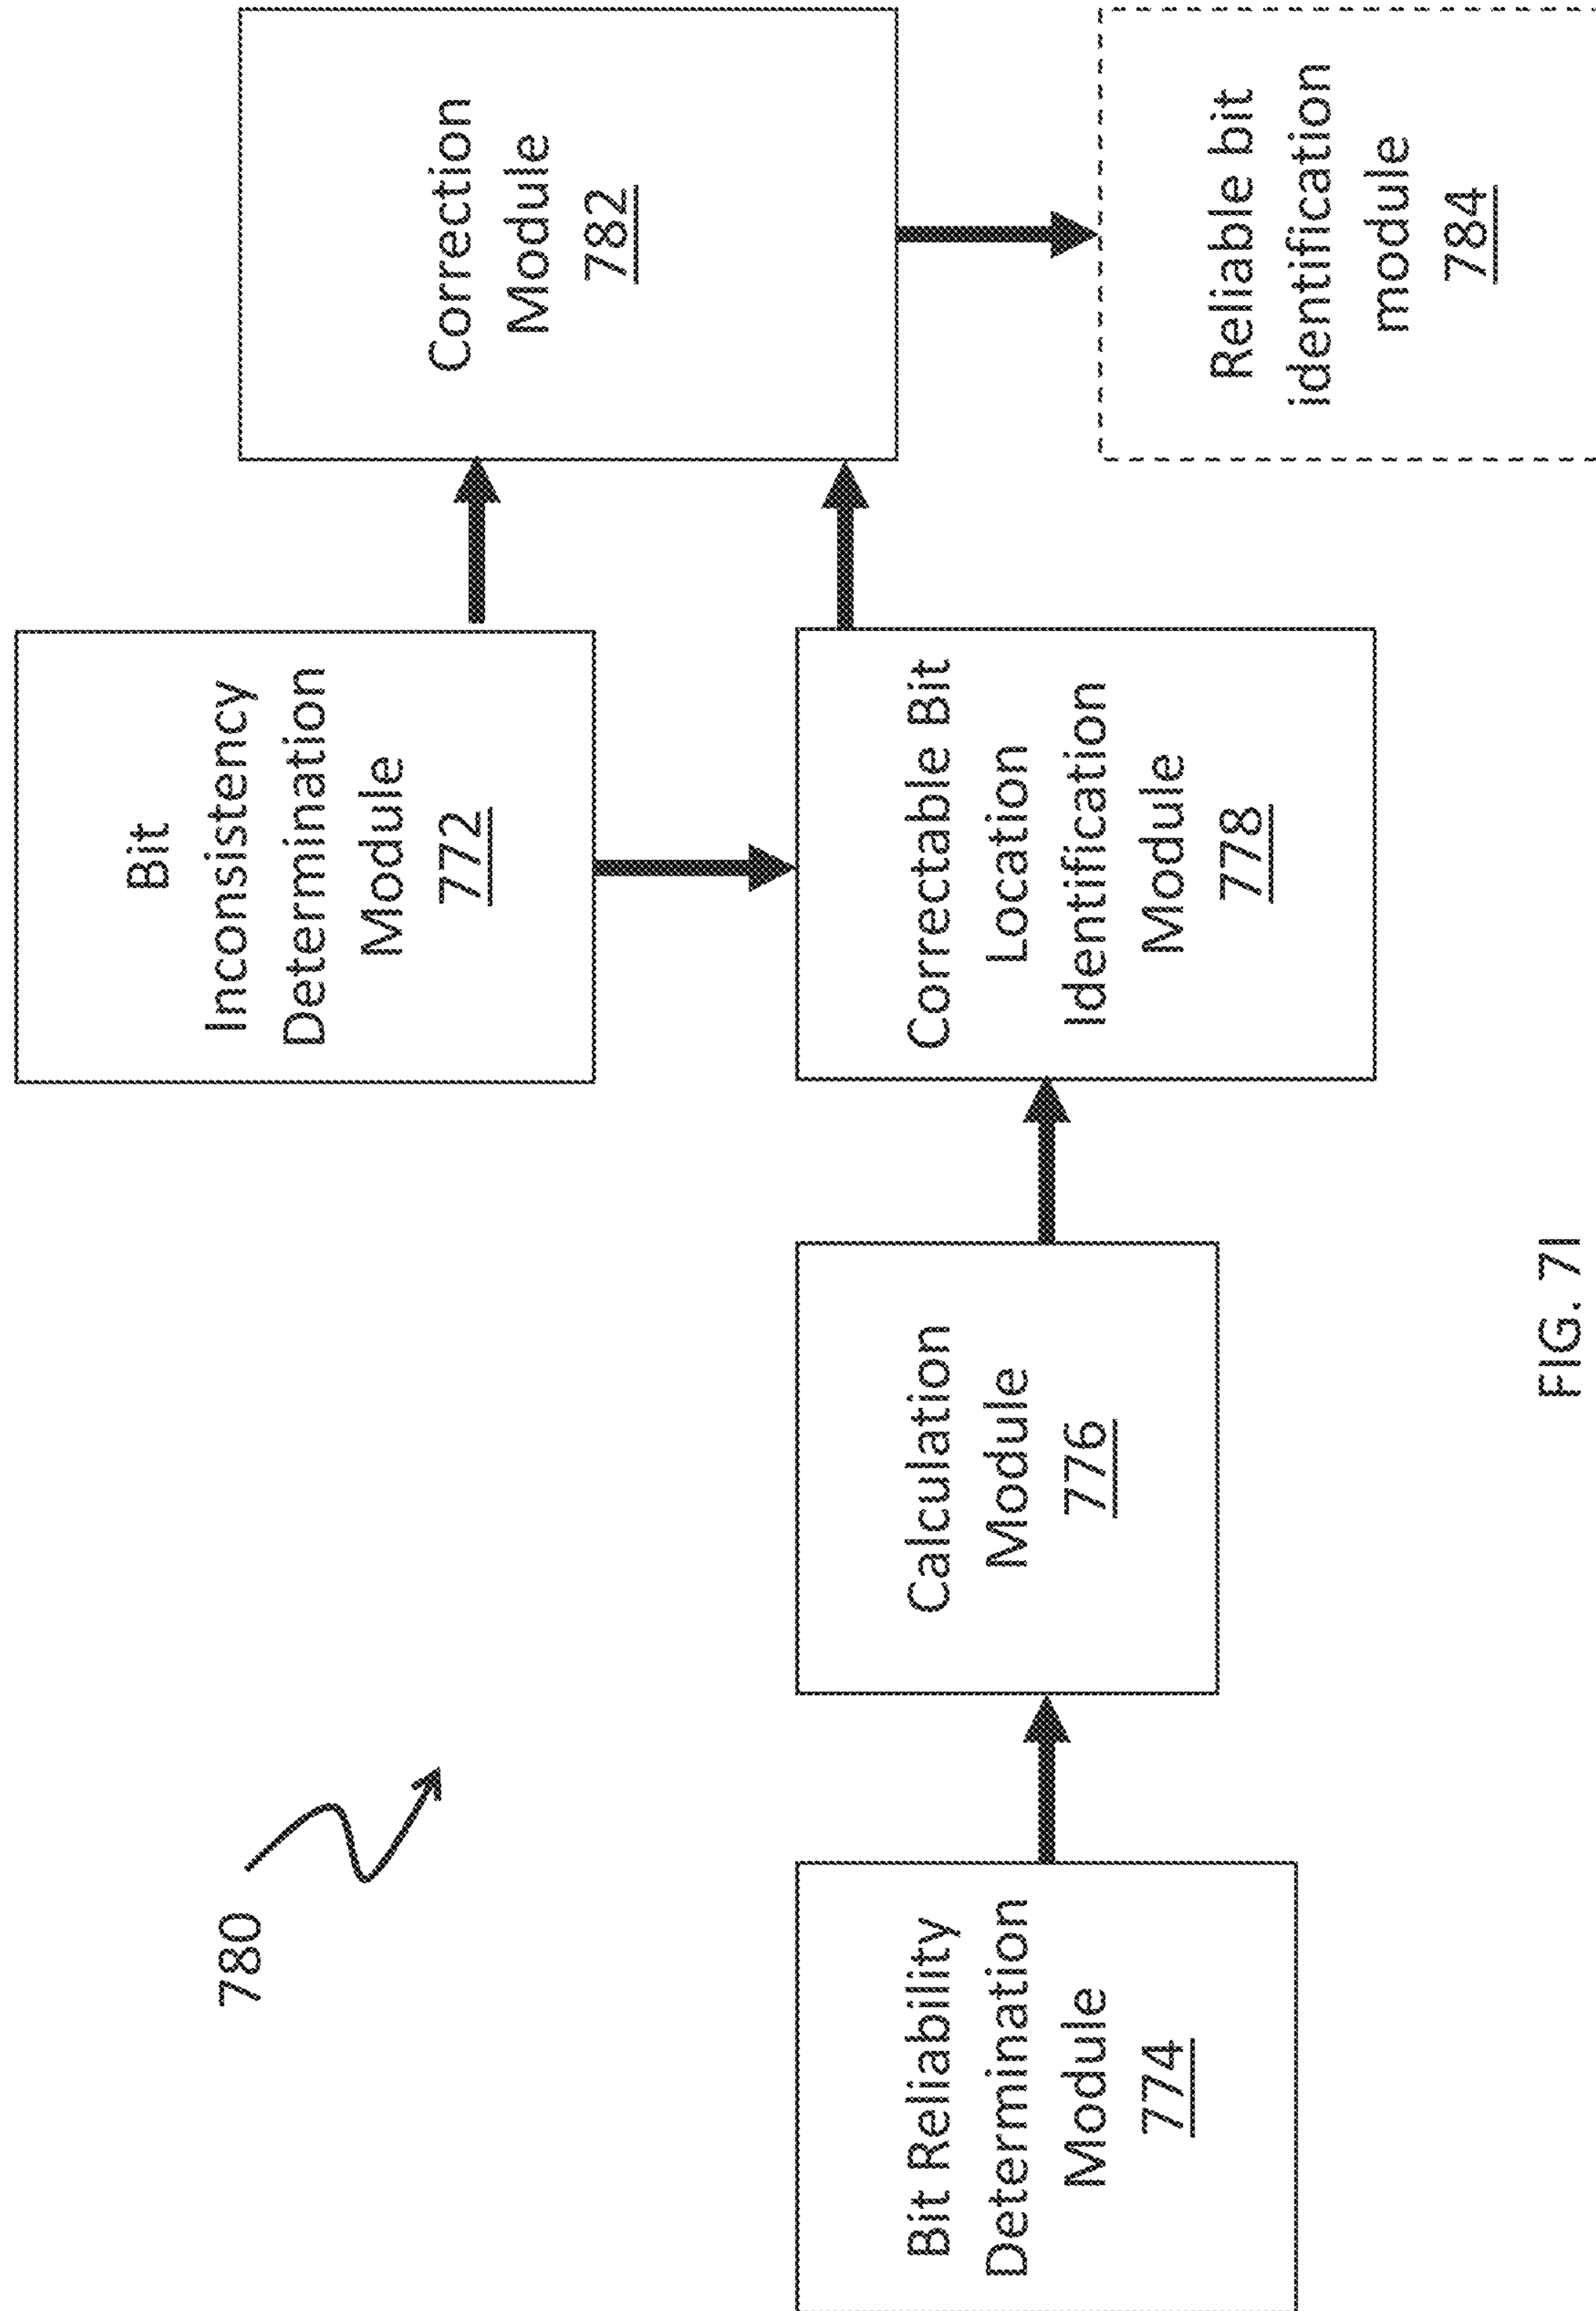 780
Bit
Inconsistency
Determination
Module
772
Correction
Module
782
Bit Reliability
Determination
Module
774
Calculation
Module
776
Correctable Bit
Location
Identification
Module
778
Reliable bit
identification
module
784
FIG. 7I